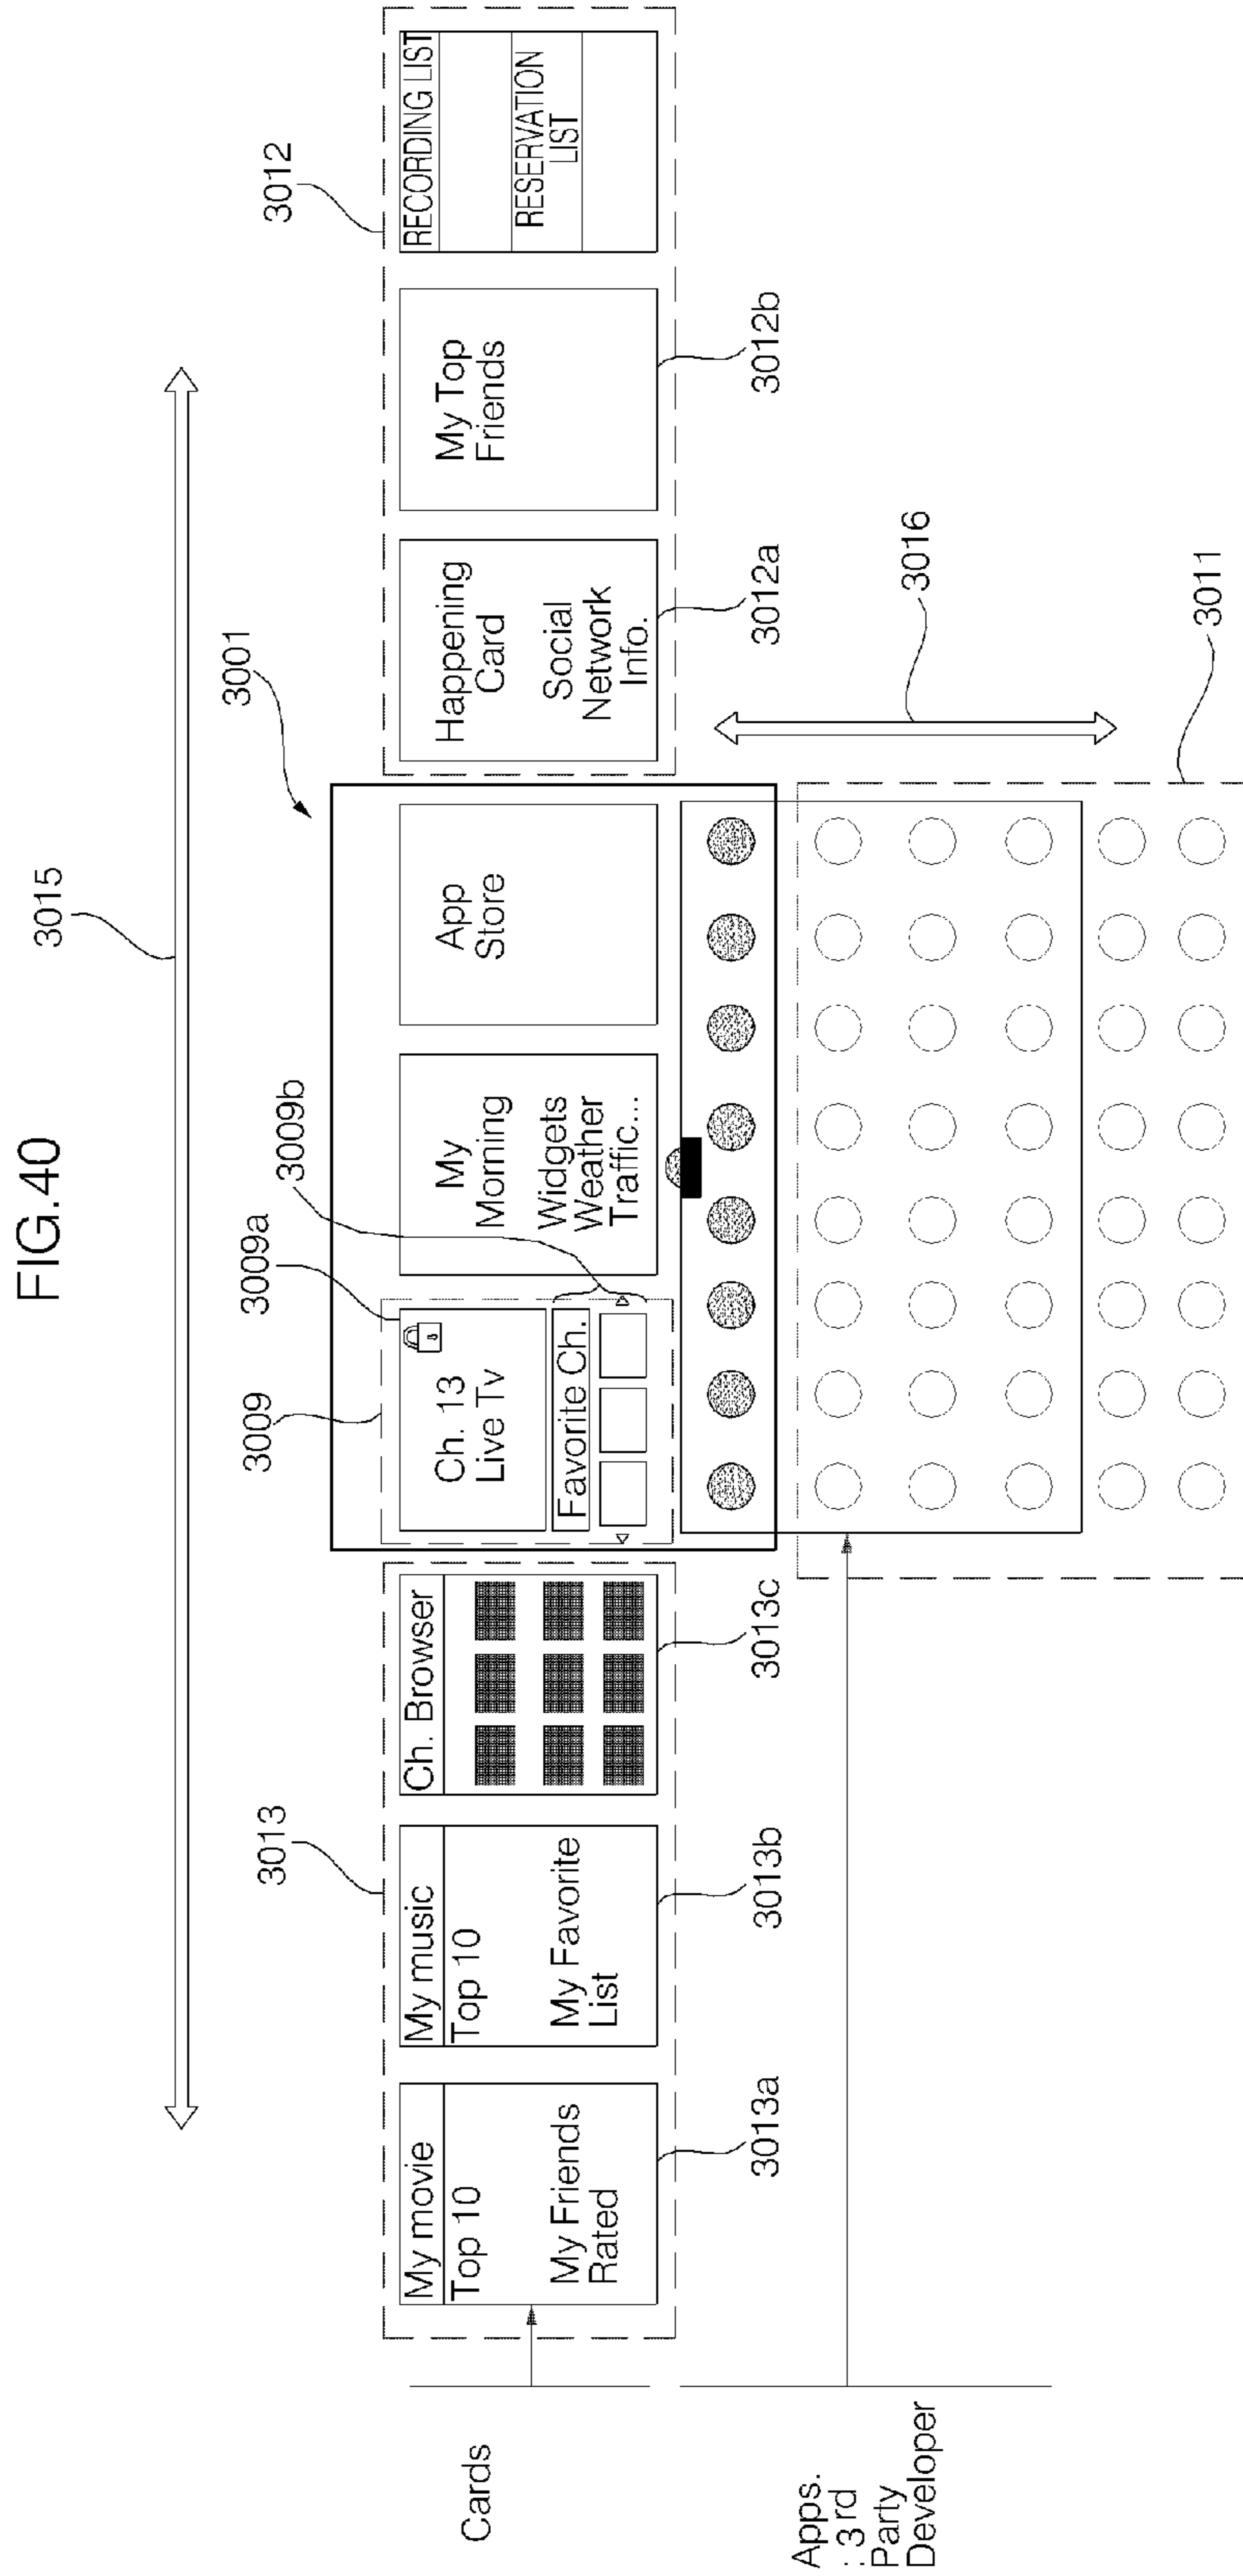 FIG.40
3015
3001
3012
3013
3009
3009a
3009b
Cards
My movie
Top 10
My Friends
Rated
My music
Top 10
My Favorite
List
Ch. Browser
Ch. 13
Live Tv
Favorite Ch.
My
Morning
Widgets
Weather
Traffic...
App
Store
Happening
Card
Social
Network
Info.
My Top
Friends
RECORDING LIST
RESERVATION
LIST
3013a
3013b
3013c
3012a
3012b
3016
3011
Apps.
: 3 rd
Party
Developer